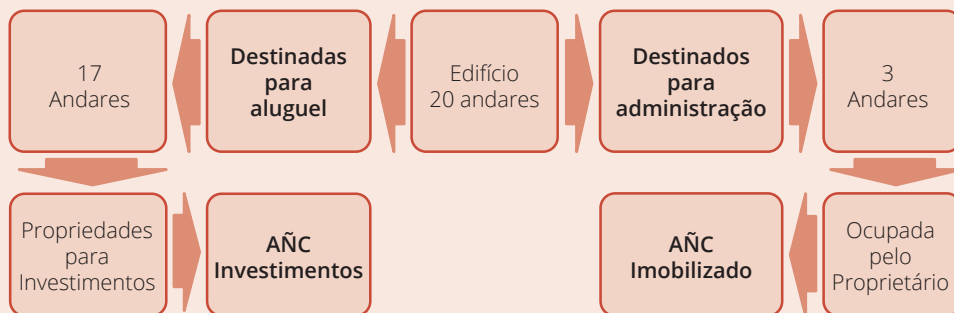 17
Andares
Destinadas
para
aluguel
Edifício
20 andares
Destinados
para
administração
3
Andares
Propriedades
para
Investimentos
AÑC
Investimentos
AÑC
Imobilizado
Ocupada
pelo
Proprietário